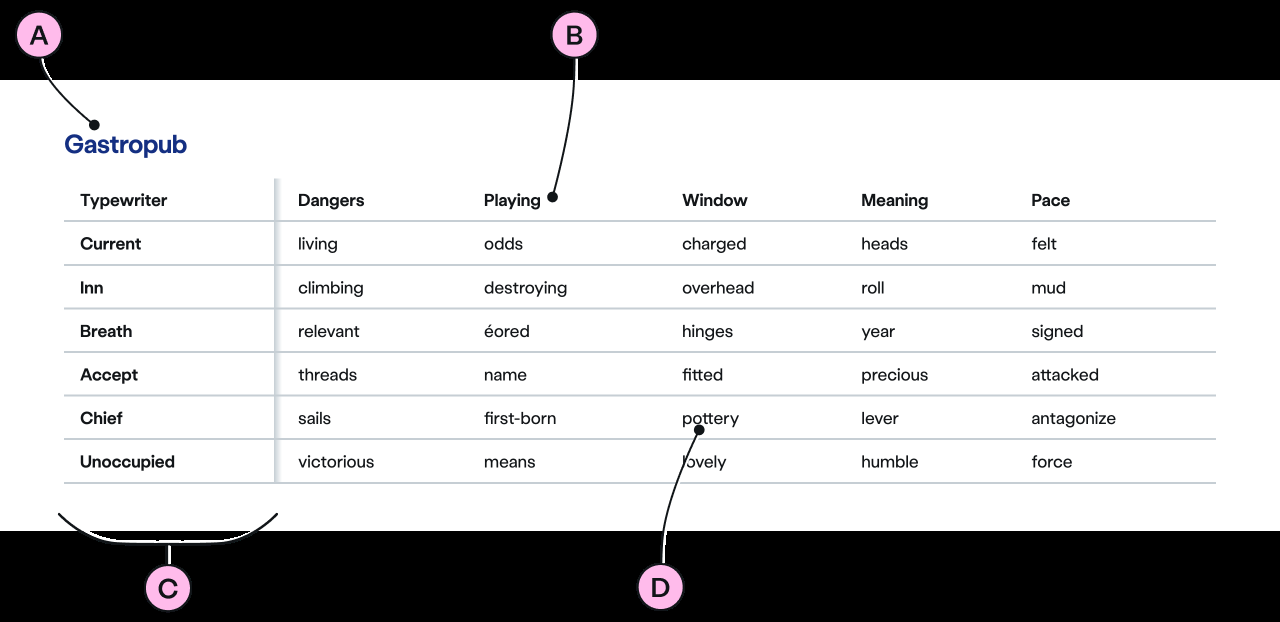 A B
Gastropub
Typewriter Dangers Playing Window Meaning Pace
Current living odds charged heads felt
Inn climbing destroying overhead roll mud
Breath relevant éored hinges year signed
Accept threads name fitted precious attacked
Chief sails first-born pottery lever antagonize
Unoccupied victorious means lovely humble force
C D